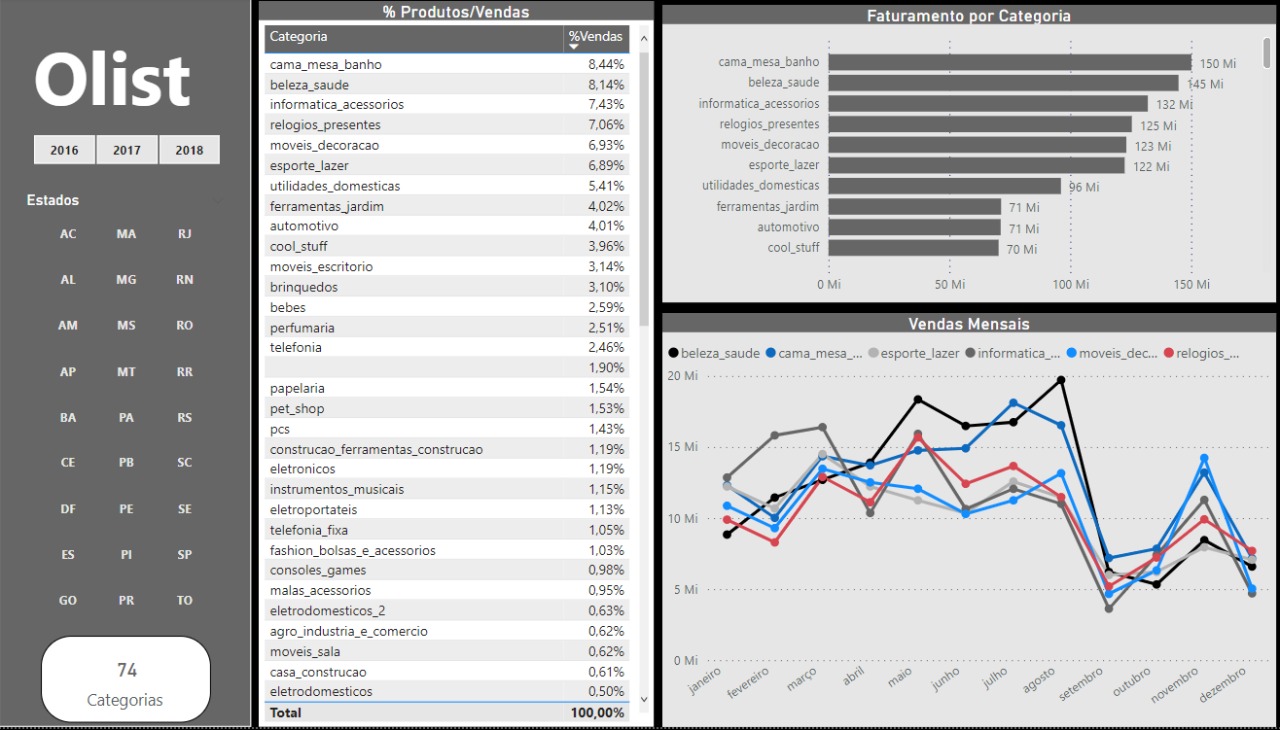 Olist
2016 2017 2018
Estados
AC MA RJ
AL MG RN
AM MS RO
AP MT RR
BA PA RS
CE PB SC
DF PE SE
ES PI SP
GO PR TO
74
Categorias
% Produtos/Vendas
Categoria %Vendas
cama_mesa_banho 8,44%
beleza_saude 8,14%
informatica_acessorios 7,43%
relogios_presentes 7,06%
moveis_decoracao 6,93%
esporte_lazer 6,89%
utilidades_domesticas 5,41%
ferramentas_jardim 4,02%
automotivo 4,01%
cool_stuff 3,96%
moveis_escritorio 3,14%
brinquedos 3,10%
bebes 2,59%
perfumaria 2,51%
telefonia 2,46%
1,90%
papelaria 1,54%
pet_shop 1,53%
pcs 1,43%
construcao_ferramentas_construcao 1,19%
eletronicos 1,19%
instrumentos_musicais 1,15%
eletroportateis 1,13%
telefonia_fixa 1,05%
fashion_bolsas_e_acessorios 1,03%
consoles_games 0,98%
malas_acessorios 0,95%
eletrodomesticos_2 0,63%
agro_industria_e_comercio 0,62%
moveis_sala 0,62%
casa_construcao 0,61%
eletrodomesticos 0,50%
Total 100,00%
Faturamento por Categoria
cama_mesa_banho 150 Mi
beleza_saude 145 Mi
informatica_acessorios 132 Mi
relogios_presentes 125 Mi
moveis_decoracao 123 Mi
esporte_lazer 122 Mi
utilidades_domesticas 96 Mi
ferramentas_jardim 71 Mi
automotivo 71 Mi
cool_stuff 70 Mi
0 Mi 50 Mi 100 Mi 150 Mi
Vendas Mensais
beleza_saude cama_mesa_... esporte_lazer informatica_... moveis_dec... relogios_...
20 Mi
15 Mi
10 Mi
5 Mi
0 Mi
janeiro fevereiro março abril maio junho julho agosto setembro outubro novembro dezembro